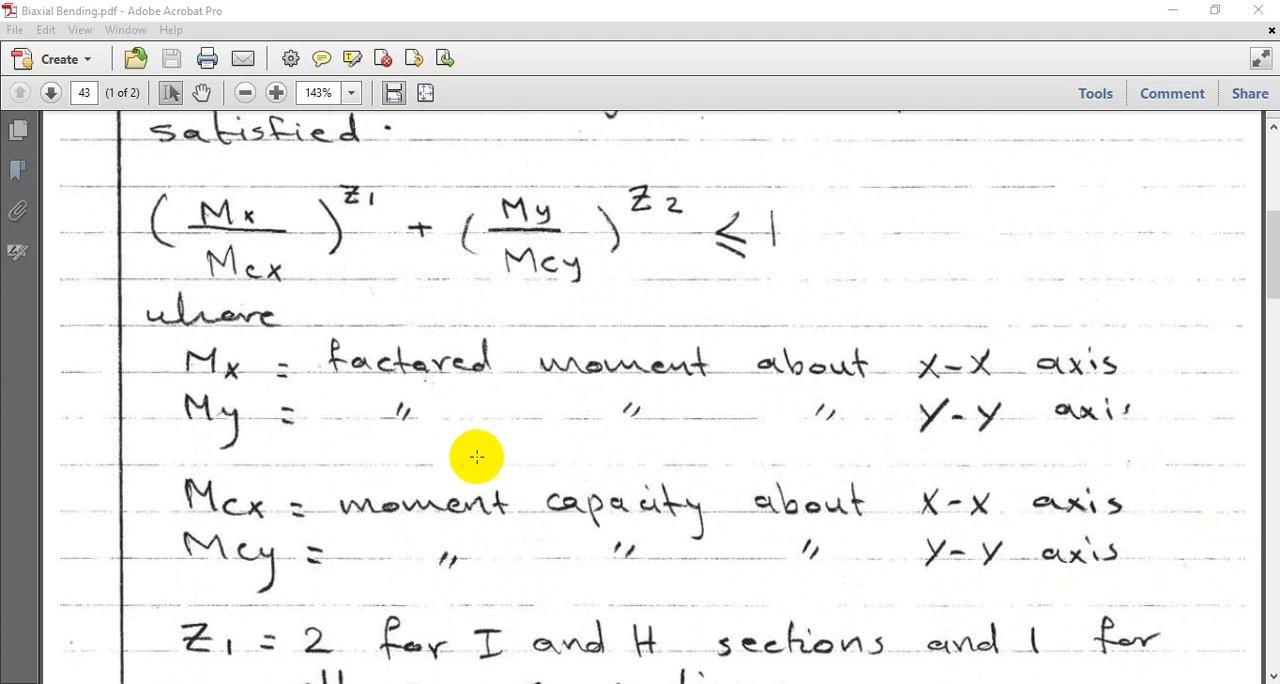 Biaxial Bending.pdf - Adobe Acrobat Pro
File Edit View Window Help
Create
43 (1 of 2) 143% Tools Comment Share
satisfied.
(Mx/Mcx)^Z1 + (My/Mcy)^Z2 ≤ 1
where
Mx = factored moment about X-X axis
My = " " " Y-Y axis
Mcx = moment capacity about X-X axis
Mcy = " " " Y-Y axis
Z1 = 2 for I and H sections and 1 for